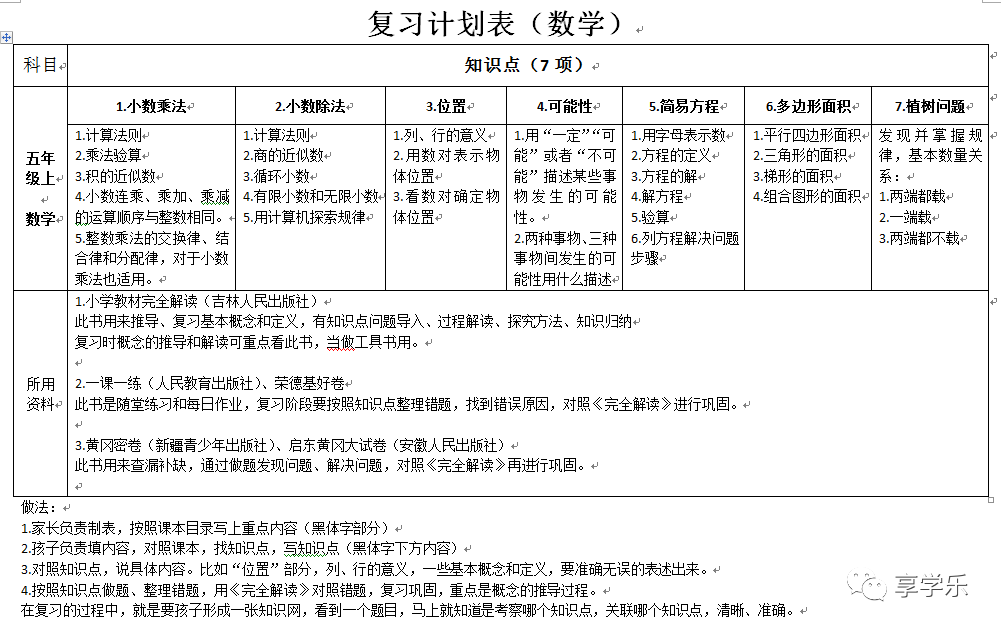 复习计划表（数学）
科目
知识点（7 项）
1.小数乘法
2.小数除法
3.位置
4.可能性
5.简易方程
6.多边形面积
7.植树问题
五年
级上
数学
1.计算法则
2.乘法验算
3.积的近似数
4.小数连乘、乘加、乘减
的运算顺序与整数相同。
5.整数乘法的交换律、结
合律和分配律，对于小数
乘法也适用。
1.计算法则
2.商的近似数
3.循环小数
4.有限小数和无限小数
5.用计算机探索规律
1.列、行的意义
2.用数对表示物
体位置
3.看数对确定物
体位置
1.用“一定”“可
能”或者“不可
能”描述某些事
物发生的可能
性。
2.两种事物、三种
事物间发生的可
能性用什么描述
1.用字母表示数
2.方程的定义
3.方程的解
4.解方程
5.验算
6.列方程解决问题
步骤
1.平行四边形面积
2.三角形的面积
3.梯形的面积
4.组合图形的面积
发现并掌握规
律，基本数量关
系：
1.两端都栽
2.一端栽
3.两端都不栽
所用
资料
1.小学教材完全解读（吉林人民出版社）
此书用来推导、复习基本概念和定义，有知识点问题导入、过程解读、探究方法、知识归纳
复习时概念的推导和解读可重点看此书，当做工具书用。
2.一课一练（人民教育出版社）、荣德基好卷
此书是随堂练习和每日作业，复习阶段要按照知识点整理错题，找到错误原因，对照《完全解读》进行巩固。
3.黄冈密卷（新疆青少年出版社）、启东黄冈大试卷（安徽人民出版社）
此书用来查漏补缺，通过做题发现问题、解决问题，对照《完全解读》再进行巩固。
做法：
1.家长负责制表，按照课本目录写上重点内容（黑体字部分）
2.孩子负责填内容，对照课本，找知识点，写知识点（黑体字下方内容）
3.对照知识点，说具体内容。比如“位置”部分，列、行的意义，一些基本概念和定义，要准确无误的表述出来。
4.按照知识点做题、整理错题，用《完全解读》对照错题，复习巩固，重点是概念的推导过程。
在复习的过程中，就是要孩子形成一张知识网，看到一个题目，马上就知道是考察哪个知识点，关联哪个知识点，清晰、准确。
享学乐